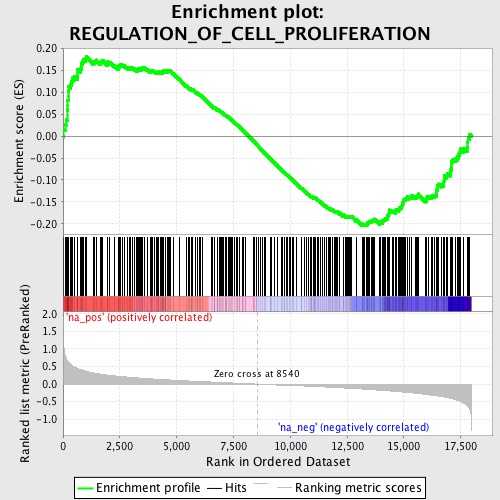 Enrichment plot:
REGULATION_OF_CELL_PROLIFERATION
Enrichment score (ES)
0.20
0.15
0.10
0.05
0.00
-0.05
-0.10
-0.15
-0.20
'na_pos' (positively correlated)
Ranked list metric (PreRanked)
2.0
1.5
1.0
0.5
0.0
-0.5
-1.0
Zero cross at 8540
'na_neg' (negatively correlated)
0
2,500
5,000
7,500
10,000
12,500
15,000
17,500
Rank in Ordered Dataset
Enrichment profile
Hits
Ranking metric scores